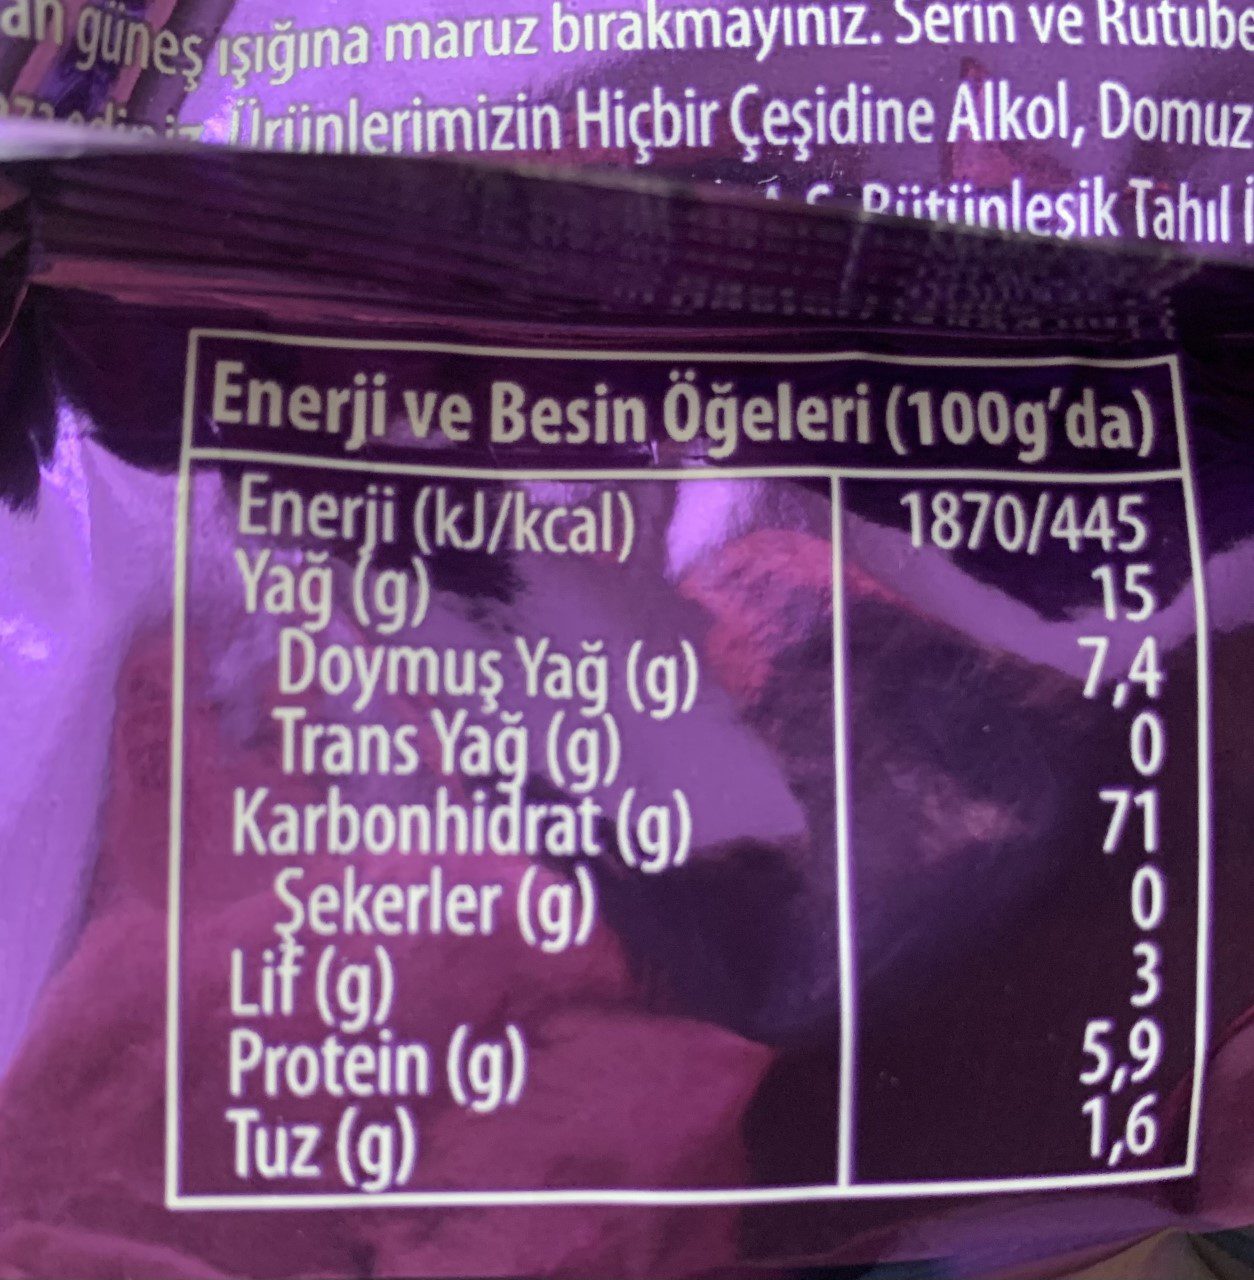 güneş ışığına maruz bırakmayınız. Serin ve Rutube
Ürünlerimizin Hiçbir Çeşidine Alkol, Domuz
Bütünleşik Tahıl İ
Enerji ve Besin Öğeleri (100g'da)
Enerji (kJ/kcal) 1870/445
Yağ (g) 15
Doymuş Yağ (g) 7,4
Trans Yağ (g) 0
Karbonhidrat (g) 71
Şekerler (g) 0
Lif (g) 3
Protein (g) 5,9
Tuz (g) 1,6